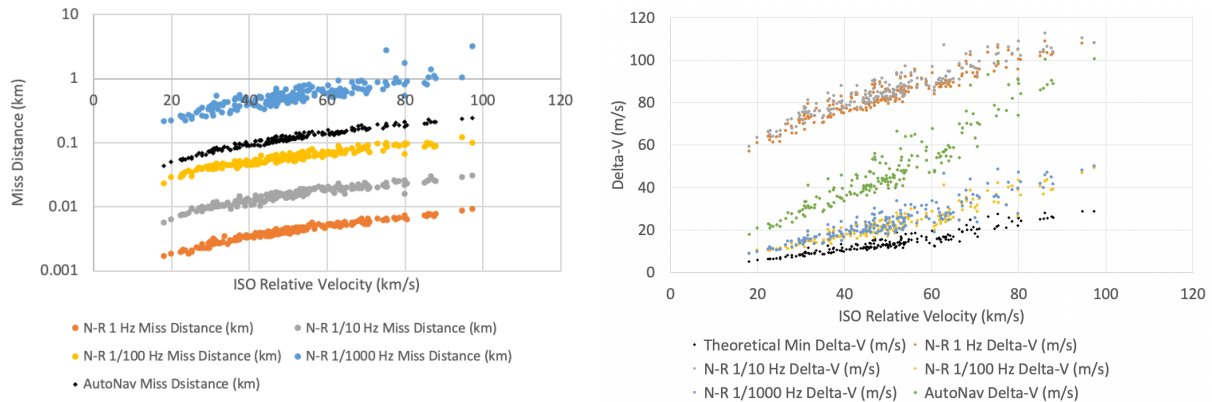 10
1
0.1
0.01
0.001
0 20 40 60 80 100 120
Miss Distance (km)
ISO Relative Velocity (km/s)
N-R 1 Hz Miss Distance (km)
N-R 1/10 Hz Miss Distance (km)
N-R 1/100 Hz Miss Distance (km)
N-R 1/1000 Hz Miss Distance (km)
AutoNav Miss Dsistance (km)
120
100
80
60
40
20
0
0 20 40 60 80 100 120
Delta-V (m/s)
ISO Relative Velocity (km/s)
Theoretical Min Delta-V (m/s)
N-R 1 Hz Delta-V (m/s)
N-R 1/10 Hz Delta-V (m/s)
N-R 1/100 Hz Delta-V (m/s)
N-R 1/1000 Hz Delta-V (m/s)
AutoNav Delta-V (m/s)